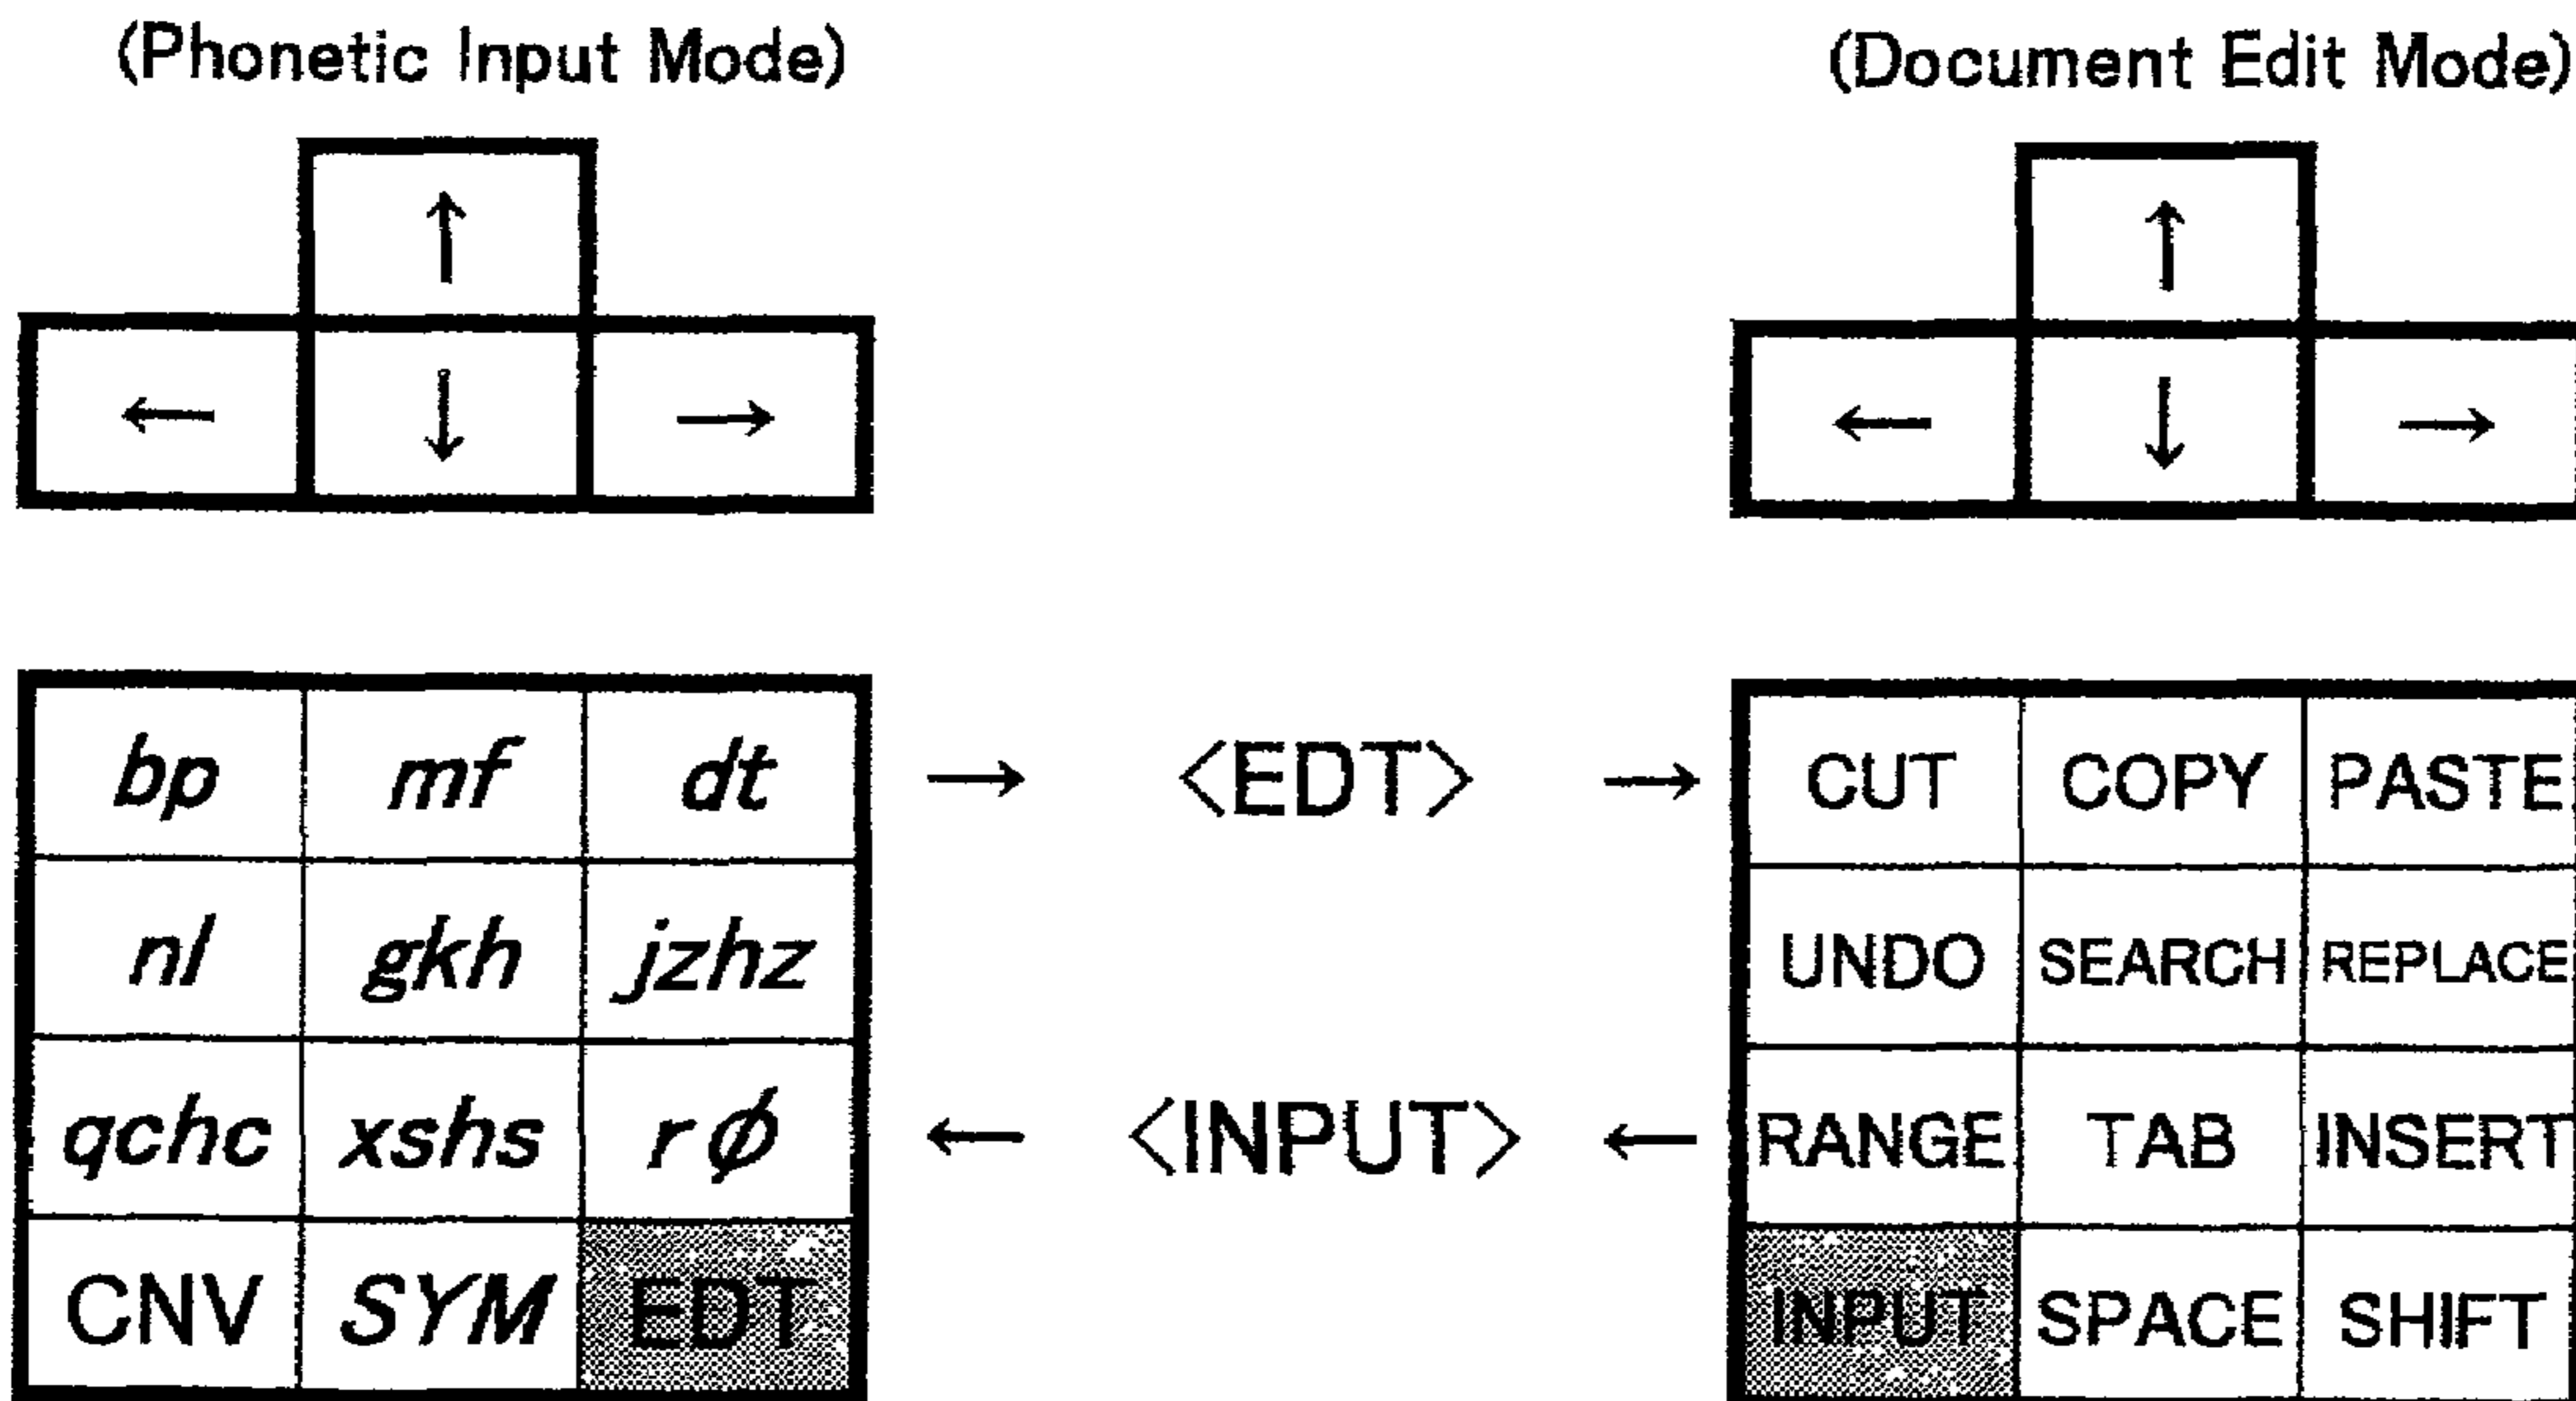 (Phonetic Input Mode) (Document Edit Mode)
↑ ↑
← ↓ → ← ↓ →
bp mf dt → <EDT> → CUT COPY PASTE
nl gkh jzhz UNDO SEARCH REPLACE
qchc xshs rϕ ← <INPUT> ← RANGE TAB INSERT
CNV SYM EDT INPUT SPACE SHIFT